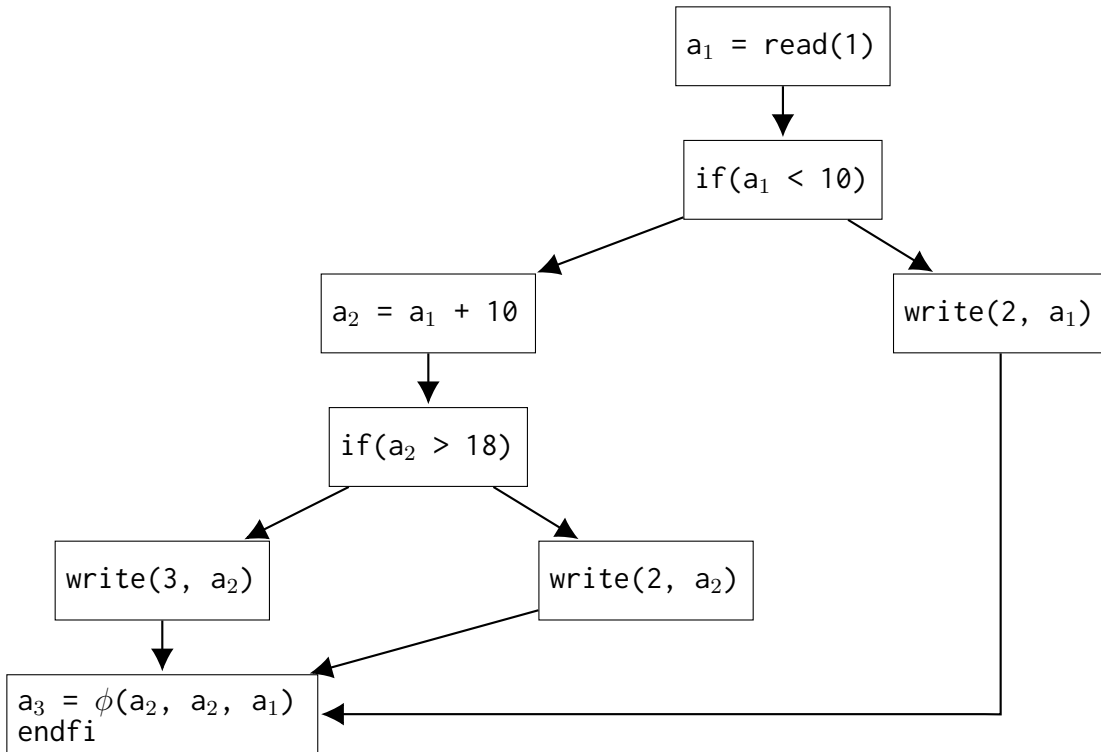 a₁ = read(1)
if(a₁ < 10)
a₂ = a₁ + 10
write(2, a₁)
if(a₂ > 18)
write(3, a₂)
write(2, a₂)
a₃ = ϕ(a₂, a₂, a₁)
endfi